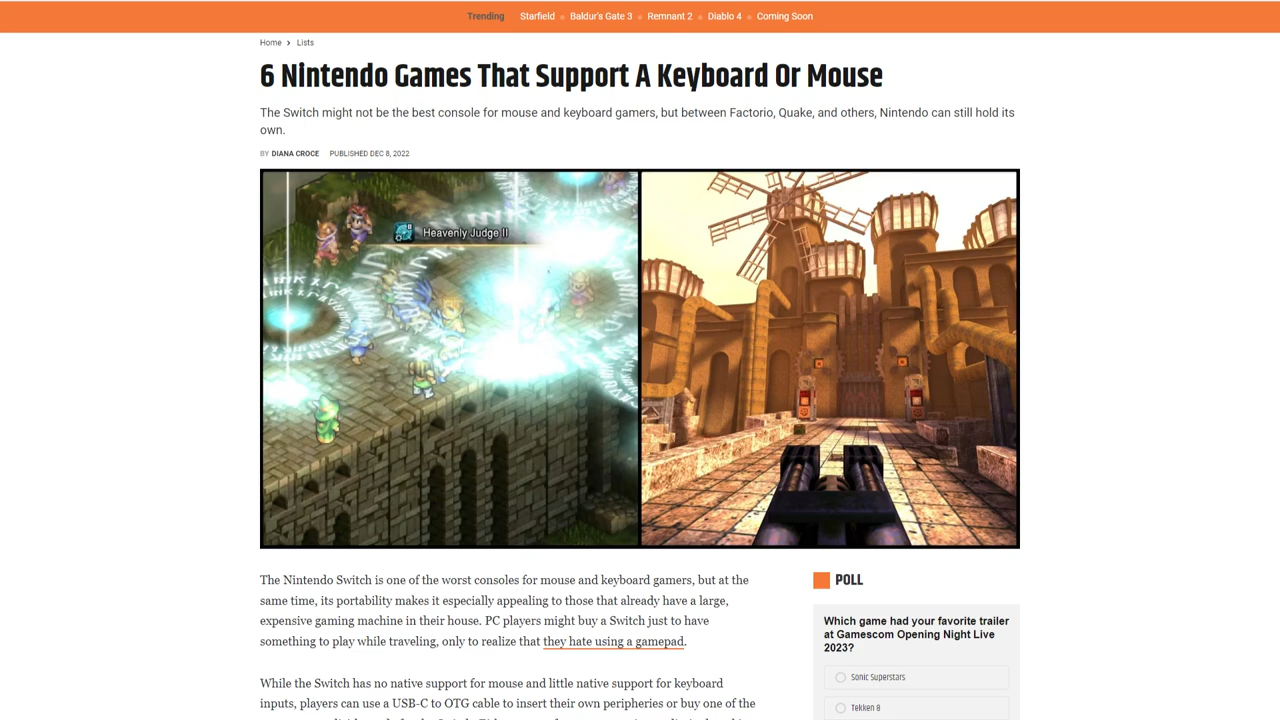 Trending Starfield Baldur's Gate 3 Remnant 2 Diablo 4 Coming Soon
Home > Lists
6 Nintendo Games That Support A Keyboard Or Mouse
The Switch might not be the best console for mouse and keyboard gamers, but between Factorio, Quake, and others, Nintendo can still hold its
own.
BY DIANA CROCE PUBLISHED DEC 8, 2022
Heavenly Judge II
The Nintendo Switch is one of the worst consoles for mouse and keyboard gamers, but at the
same time, its portability makes it especially appealing to those that already have a large,
expensive gaming machine in their house. PC players might buy a Switch just to have
something to play while traveling, only to realize that they hate using a gamepad.
While the Switch has no native support for mouse and little native support for keyboard
inputs, players can use a USB-C to OTG cable to insert their own peripheries or buy one of the
POLL
Which game had your favorite trailer
at Gamescom Opening Night Live
2023?
Sonic Superstars
Tekken 8